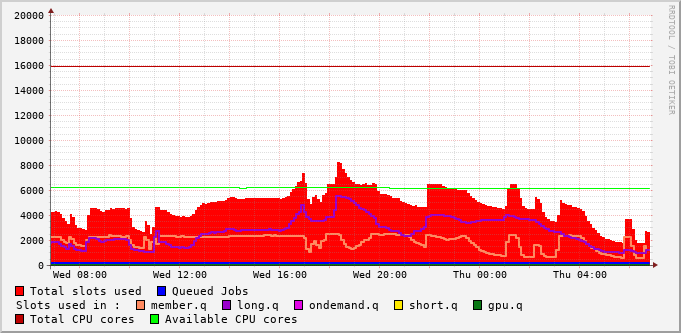 20000
18000
16000
14000
12000
10000
8000
6000
4000
2000
0
Wed 08:00 Wed 12:00 Wed 16:00 Wed 20:00 Thu 00:00 Thu 04:00
Total slots used Queued Jobs
Slots used in : member.q long.q ondemand.q short.q gpu.q
Total CPU cores Available CPU cores
RRDTOOL / TOBI OETIKER